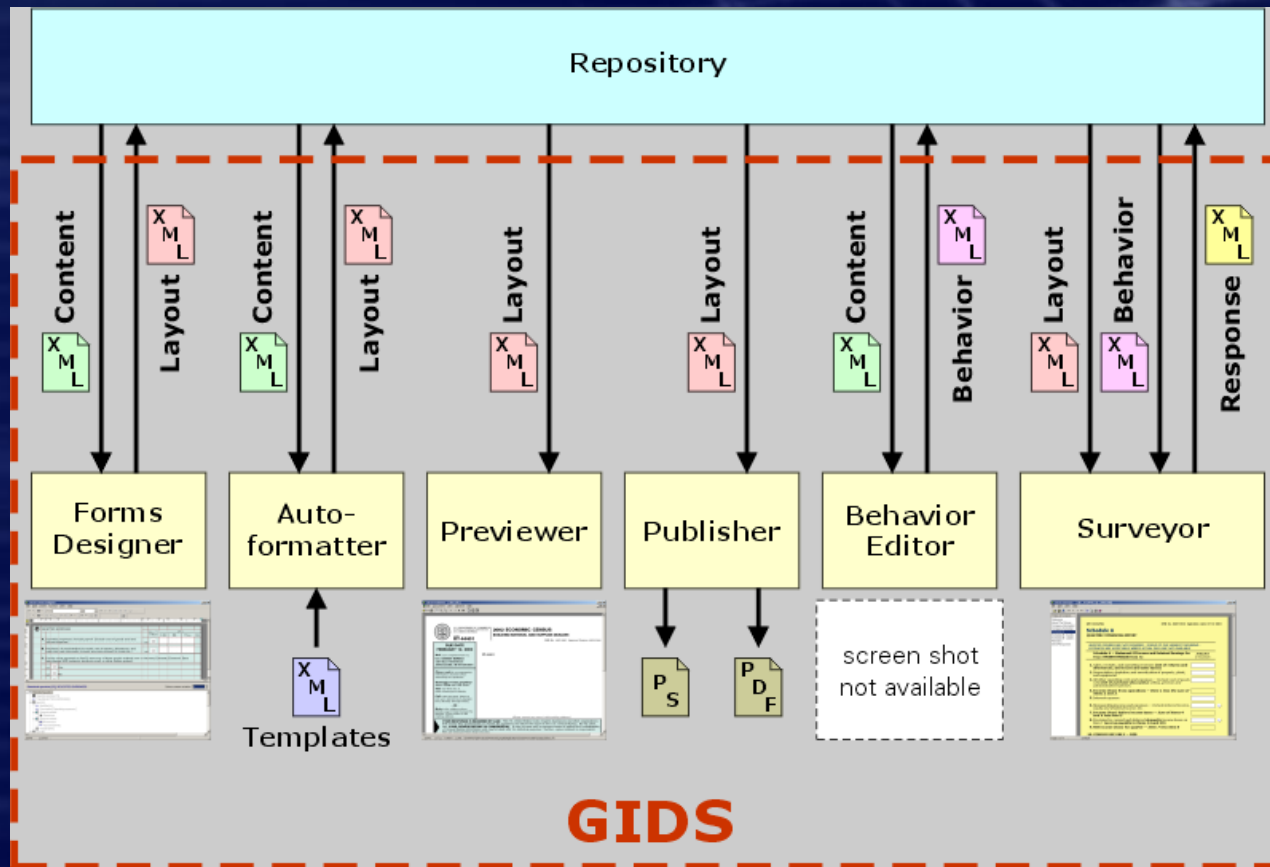 Repository
Content
XML
XML
Layout
Content
XML
XML
Layout
Layout
XML
Layout
XML
Content
XML
XML
Behavior
Layout
XML
Behavior
XML
XML
Response
Forms
Designer
Auto-
formatter
Previewer
Publisher
Behavior
Editor
Surveyor
XML
Templates
PS
PDF
screen shot
not available
GIDS